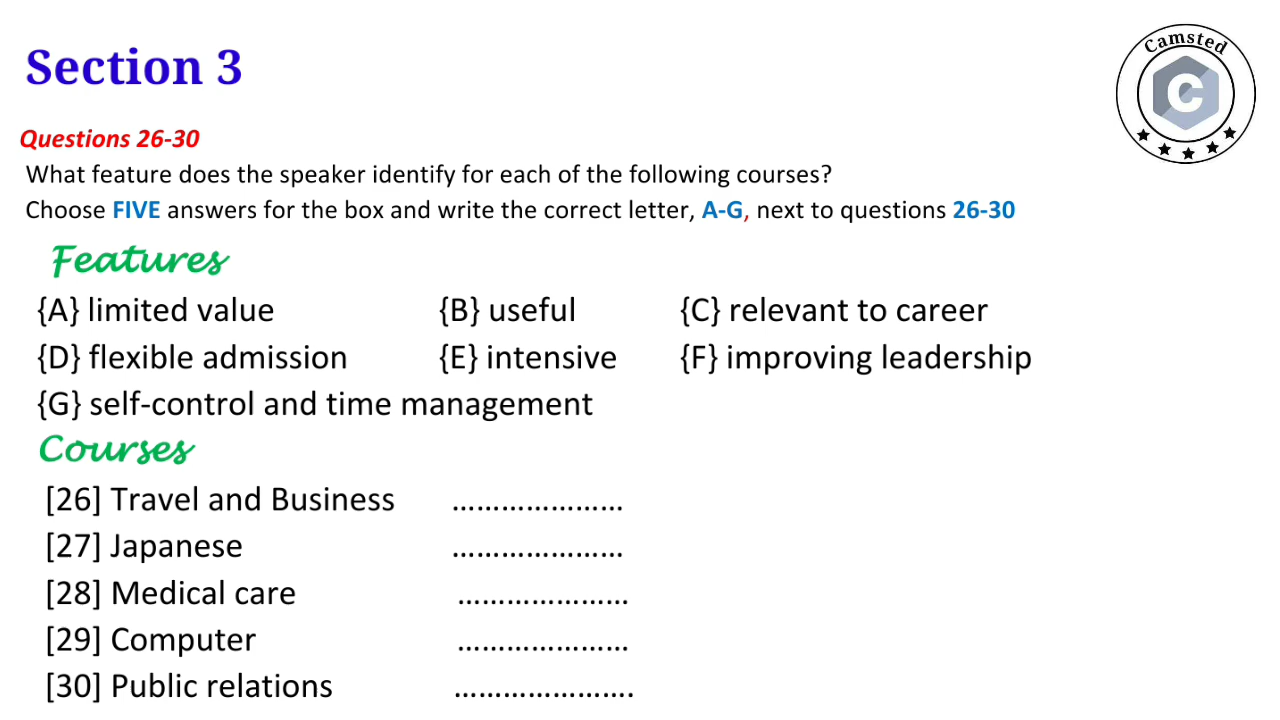 Section 3
Camsted
C
Questions 26-30
What feature does the speaker identify for each of the following courses?
Choose FIVE answers for the box and write the correct letter, A-G, next to questions 26-30
Features
{A} limited value {B} useful {C} relevant to career
{D} flexible admission {E} intensive {F} improving leadership
{G} self-control and time management
Courses
[26] Travel and Business …………………
[27] Japanese …………………
[28] Medical care …………………
[29] Computer …………………
[30] Public relations ………………….